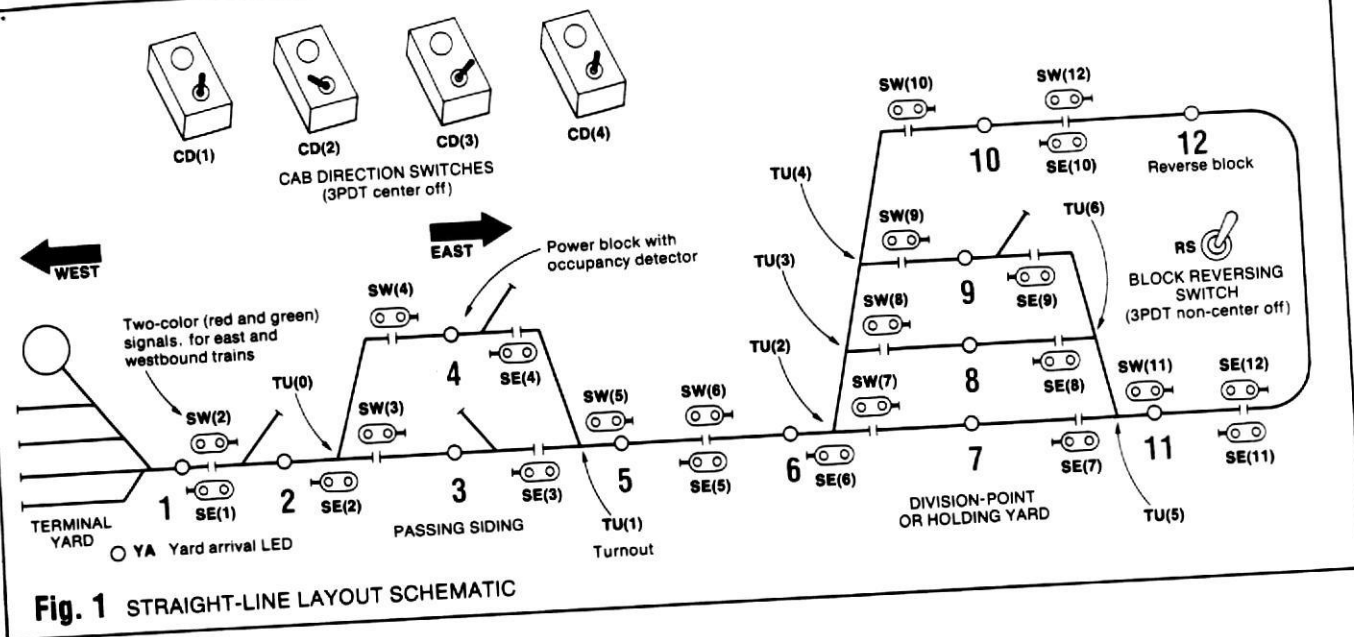 CD(1)
CD(2)
CD(3)
CD(4)
CAB DIRECTION SWITCHES
(3PDT center off)
WEST
EAST
Power block with
occupancy detector
Two-color (red and green)
signals, for east and
westbound trains
SW(10)
SW(12)
10
SE(10)
12
Reverse block
TU(4)
SW(9)
TU(6)
RS
BLOCK REVERSING
SWITCH
(3PDT non-center off)
9
SE(9)
TU(3)
SW(8)
8
SE(8)
SW(4)
4
SE(4)
TU(2)
SW(7)
SW(11)
SE(12)
TU(0)
SW(2)
SW(3)
SW(5)
SW(6)
1
SE(1)
2
SE(2)
3
SE(3)
5
SE(5)
6
SE(6)
7
SE(7)
11
SE(11)
TERMINAL
YARD
YA Yard arrival LED
PASSING SIDING
TU(1)
Turnout
DIVISION-POINT
OR HOLDING YARD
TU(5)
Fig. 1 STRAIGHT-LINE LAYOUT SCHEMATIC